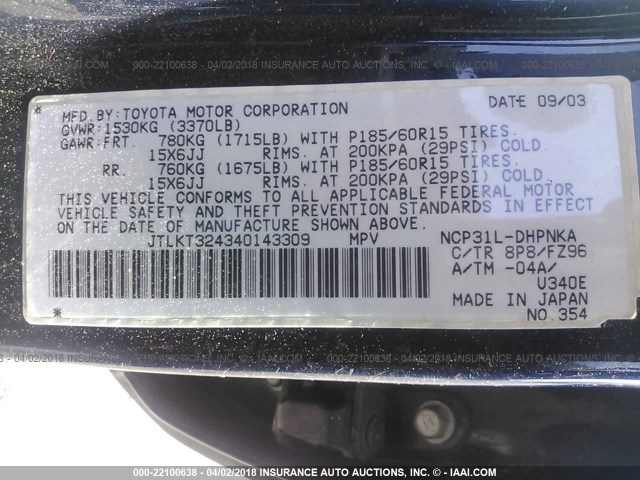 000-22100638 - 04/02/2018 - INSURANCE AUTO AUCTIONS, INC. - © - IAAI.COM
MFD.BY:TOYOTA MOTOR CORPORATION DATE 09/03
GVWR:1530KG (3370LB)
GAWR:FRT. 780KG (1715LB) WITH P185/60R15 TIRES.
15X6JJ RIMS. AT 200KPA (29PSI) COLD.
RR. 760KG (1675LB) WITH P185/60R15 TIRES.
15X6JJ RIMS. AT 200KPA (29PSI) COLD.
THIS VEHICLE CONFORMS TO ALL APPLICABLE FEDERAL MOTOR
VEHICLE SAFETY AND THEFT PREVENTION STANDARDS IN EFFECT
ON THE DATE OF MANUFACTURE SHOWN ABOVE.
JTLKT324340143309 MPV NCP31L-DHPNKA
C/TR 8P8/FZ96
A/TM -04A/
U340E
MADE IN JAPAN
* NO.354
000-22100638 - 04/02/2018 - INSURANCE AUTO AUCTIONS, INC. - © - IAAI.COM
000-22100638 - 04/02/2018 - INSURANCE AUTO AUCTIONS, INC. - © - IAAI.COM